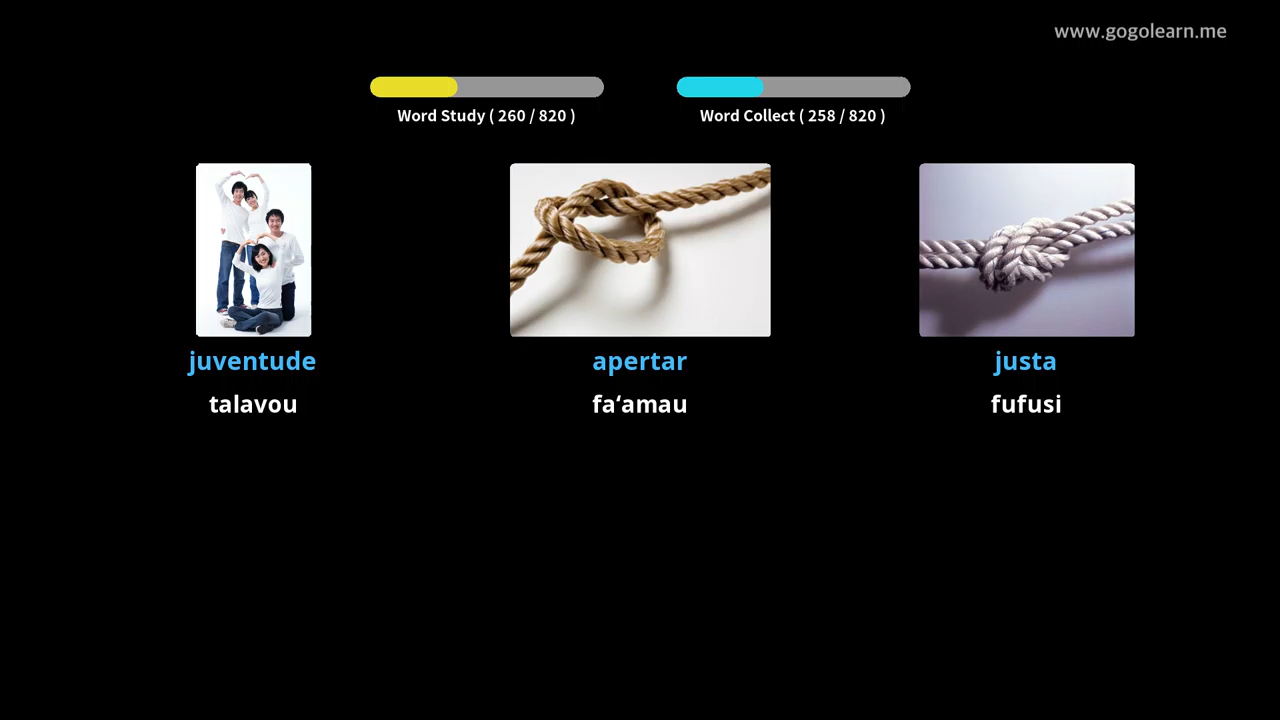 www.gogolearn.me
Word Study ( 260 / 820 )
Word Collect ( 258 / 820 )
juventude
apertar
justa
talavou
fa‘amau
fufusi